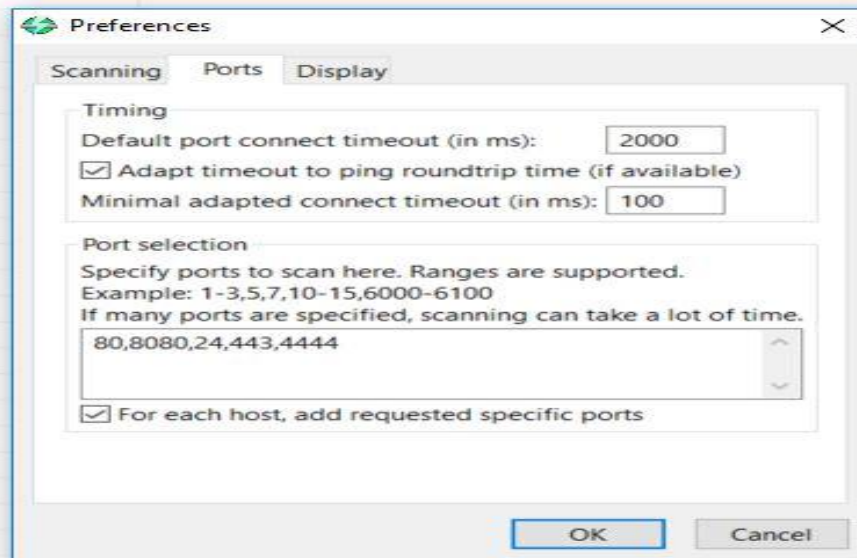 Preferences
Scanning Ports Display
Timing
Default port connect timeout (in ms): 2000
Adapt timeout to ping roundtrip time (if available)
Minimal adapted connect timeout (in ms): 100
Port selection
Specify ports to scan here. Ranges are supported.
Example: 1-3,5,7,10-15,6000-6100
If many ports are specified, scanning can take a lot of time.
80,8080,24,443,4444
For each host, add requested specific ports
OK Cancel